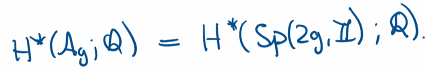 H*(A_g; ℚ) = H*(Sp(2g, ℤ); ℚ).